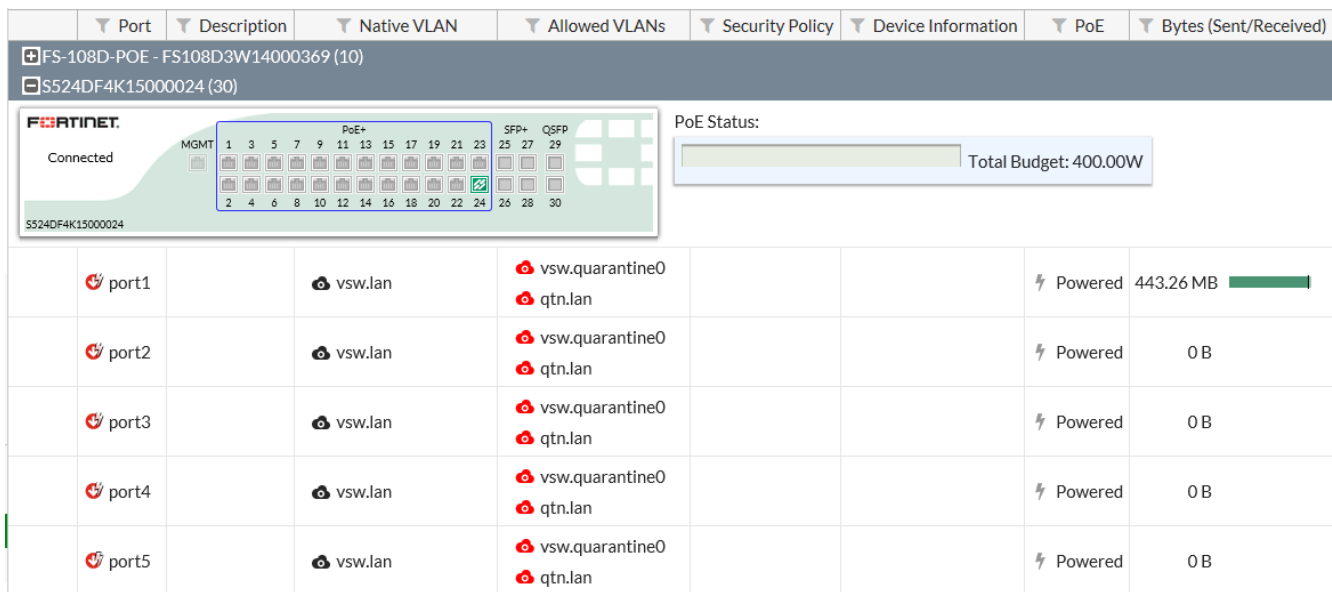 Port Description Native VLAN Allowed VLANs Security Policy Device Information PoE Bytes (Sent/Received)
FS-108D-POE - FS108D3W14000369 (10)
S524DF4K15000024 (30)
FORTINET.
Connected
PoE+ SFP+ QSFP
MGMT 1 3 5 7 9 11 13 15 17 19 21 23 25 27 29
2 4 6 8 10 12 14 16 18 20 22 24 26 28 30
S524DF4K15000024
PoE Status:
Total Budget: 400.00W
port1 vsw.lan vsw.quarantine0 Powered 443.26 MB
qtn.lan
port2 vsw.lan vsw.quarantine0 Powered 0 B
qtn.lan
port3 vsw.lan vsw.quarantine0 Powered 0 B
qtn.lan
port4 vsw.lan vsw.quarantine0 Powered 0 B
qtn.lan
port5 vsw.lan vsw.quarantine0 Powered 0 B
qtn.lan